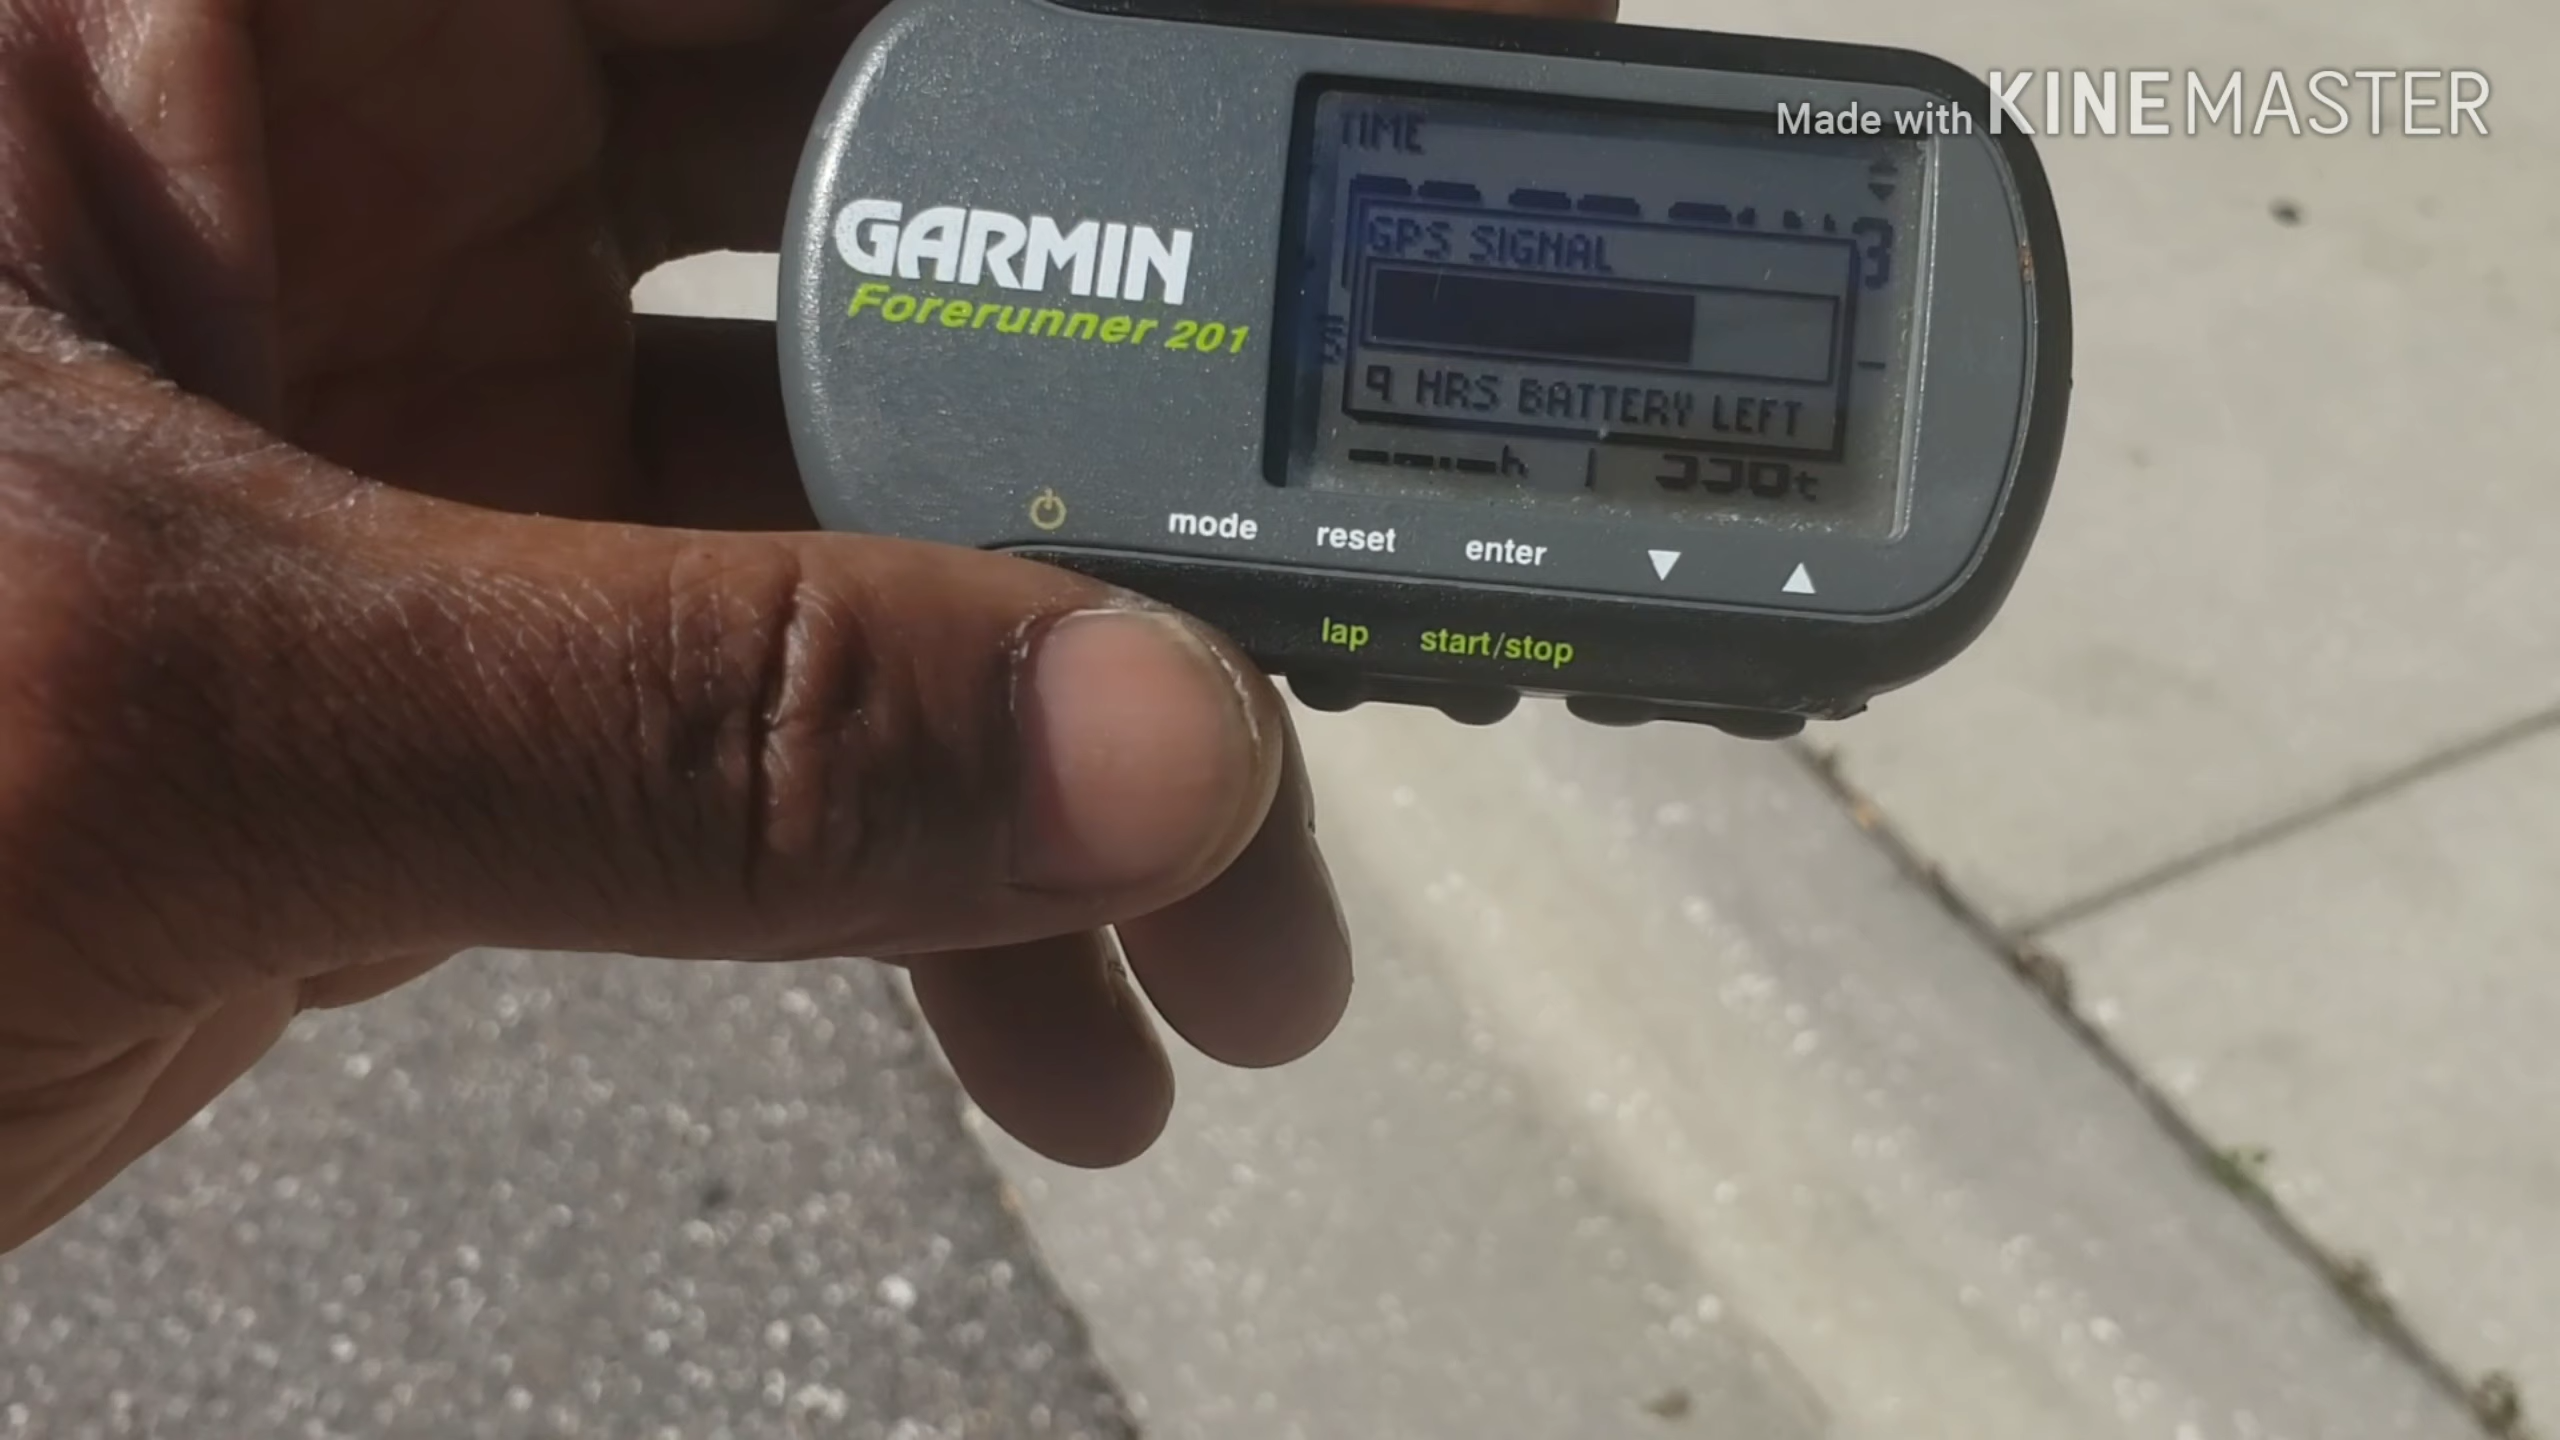 Made with KINEMASTER
TIME
GPS SIGNAL
3
9 HRS BATTERY LEFT
GARMIN
Forerunner 201
mode reset enter
lap start/stop